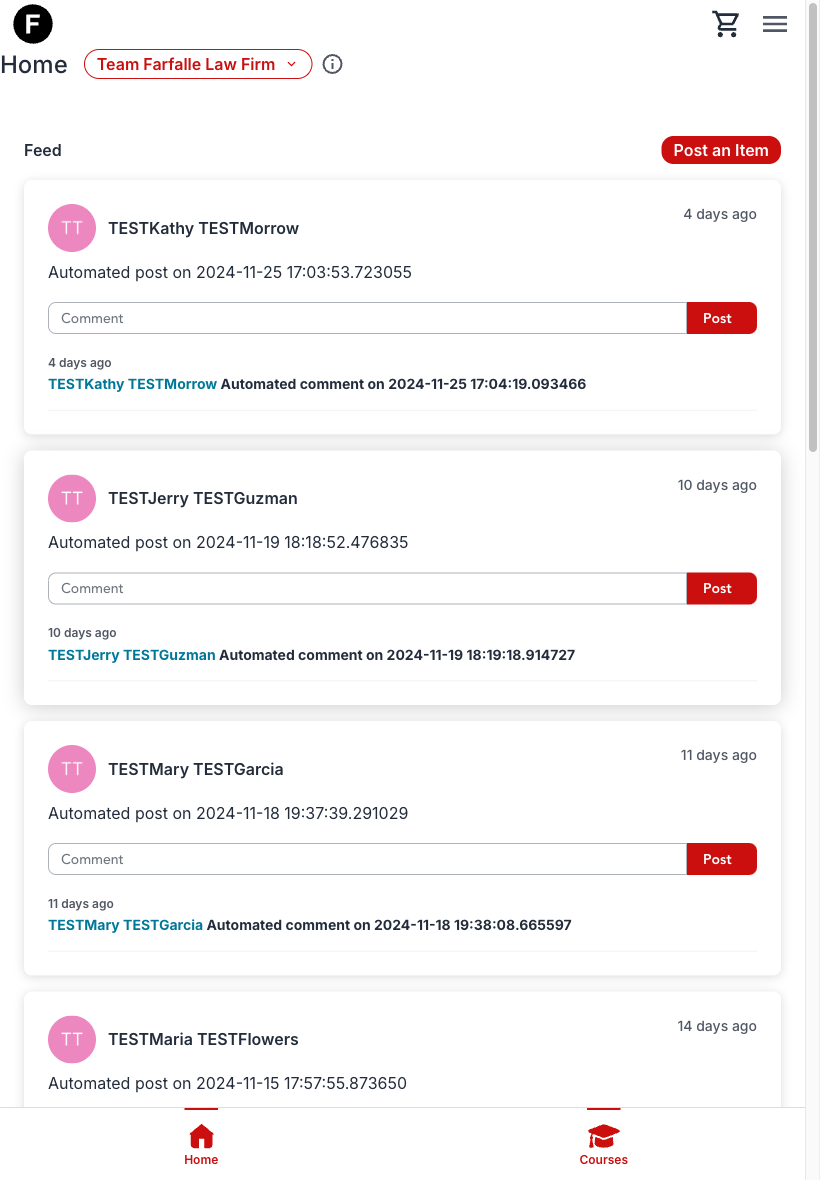 F
Home
Team Farfalle Law Firm
Feed
Post an Item
TT
TESTKathy TESTMorrow
4 days ago
Automated post on 2024-11-25 17:03:53.723055
Comment
Post
4 days ago
TESTKathy TESTMorrow Automated comment on 2024-11-25 17:04:19.093466
TT
TESTJerry TESTGuzman
10 days ago
Automated post on 2024-11-19 18:18:52.476835
Comment
Post
10 days ago
TESTJerry TESTGuzman Automated comment on 2024-11-19 18:19:18.914727
TT
TESTMary TESTGarcia
11 days ago
Automated post on 2024-11-18 19:37:39.291029
Comment
Post
11 days ago
TESTMary TESTGarcia Automated comment on 2024-11-18 19:38:08.665597
TT
TESTMaria TESTFlowers
14 days ago
Automated post on 2024-11-15 17:57:55.873650
Home
Courses